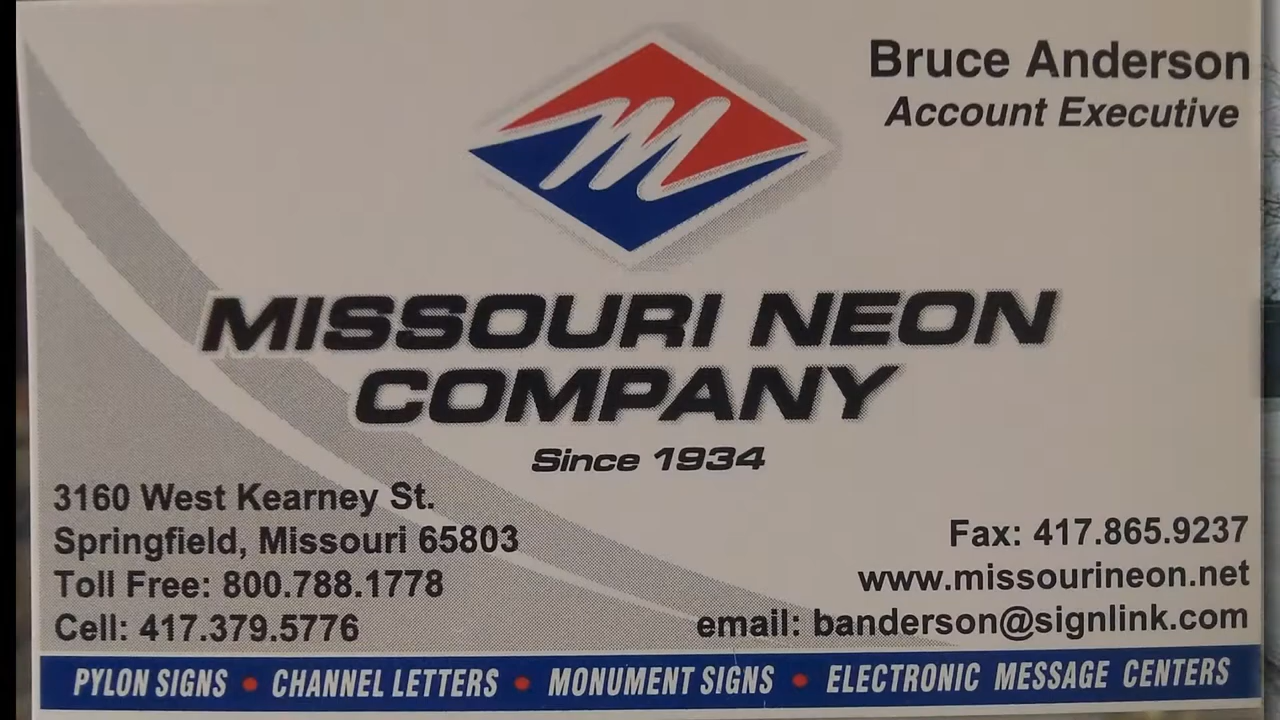 Bruce Anderson
Account Executive
M
MISSOURI NEON
COMPANY
Since 1934
3160 West Kearney St.
Springfield, Missouri 65803
Toll Free: 800.788.1778
Cell: 417.379.5776
Fax: 417.865.9237
www.missourineon.net
email: banderson@signlink.com
PYLON SIGNS • CHANNEL LETTERS • MONUMENT SIGNS • ELECTRONIC MESSAGE CENTERS